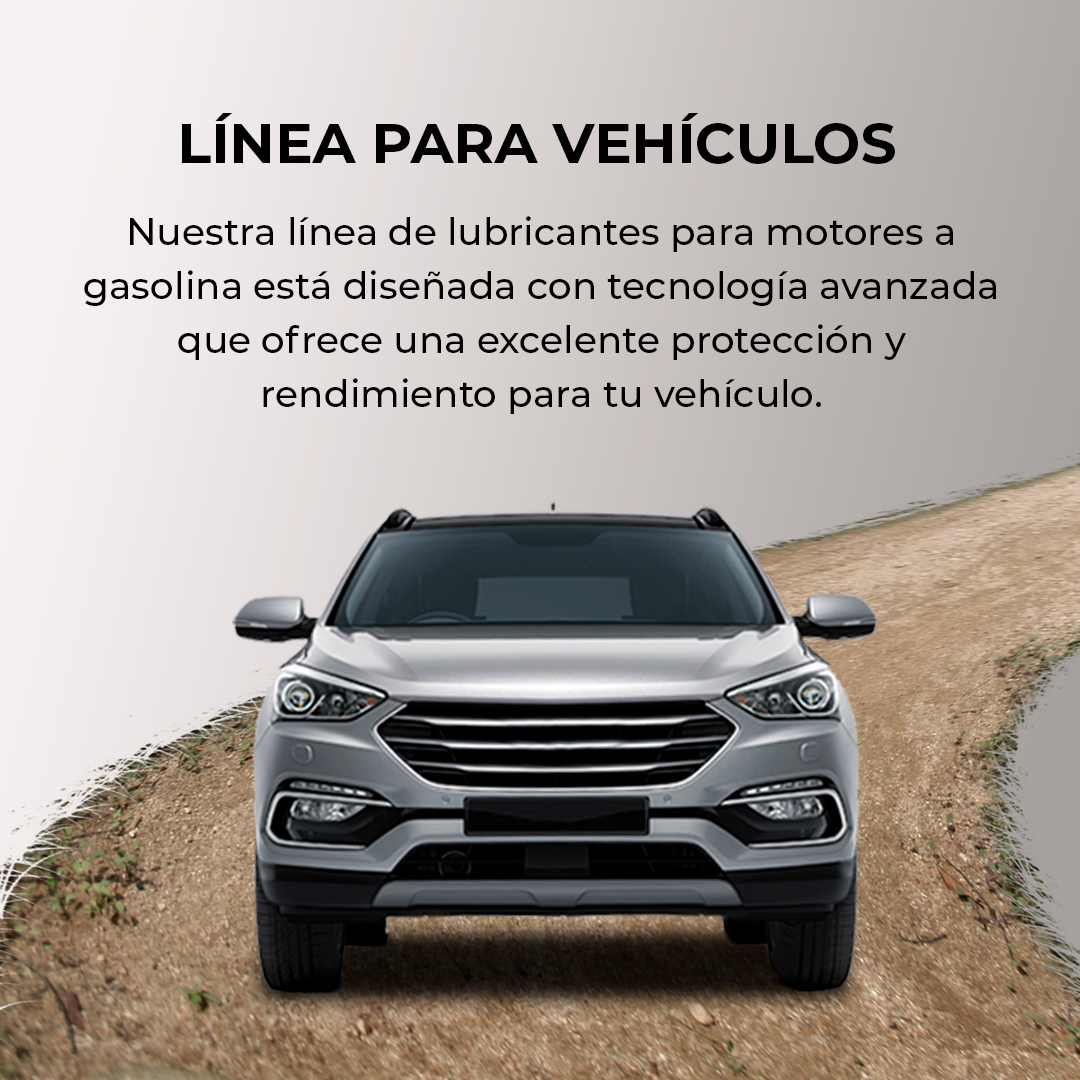 LÍNEA PARA VEHÍCULOS
Nuestra línea de lubricantes para motores a
gasolina está diseñada con tecnología avanzada
que ofrece una excelente protección y
rendimiento para tu vehículo.